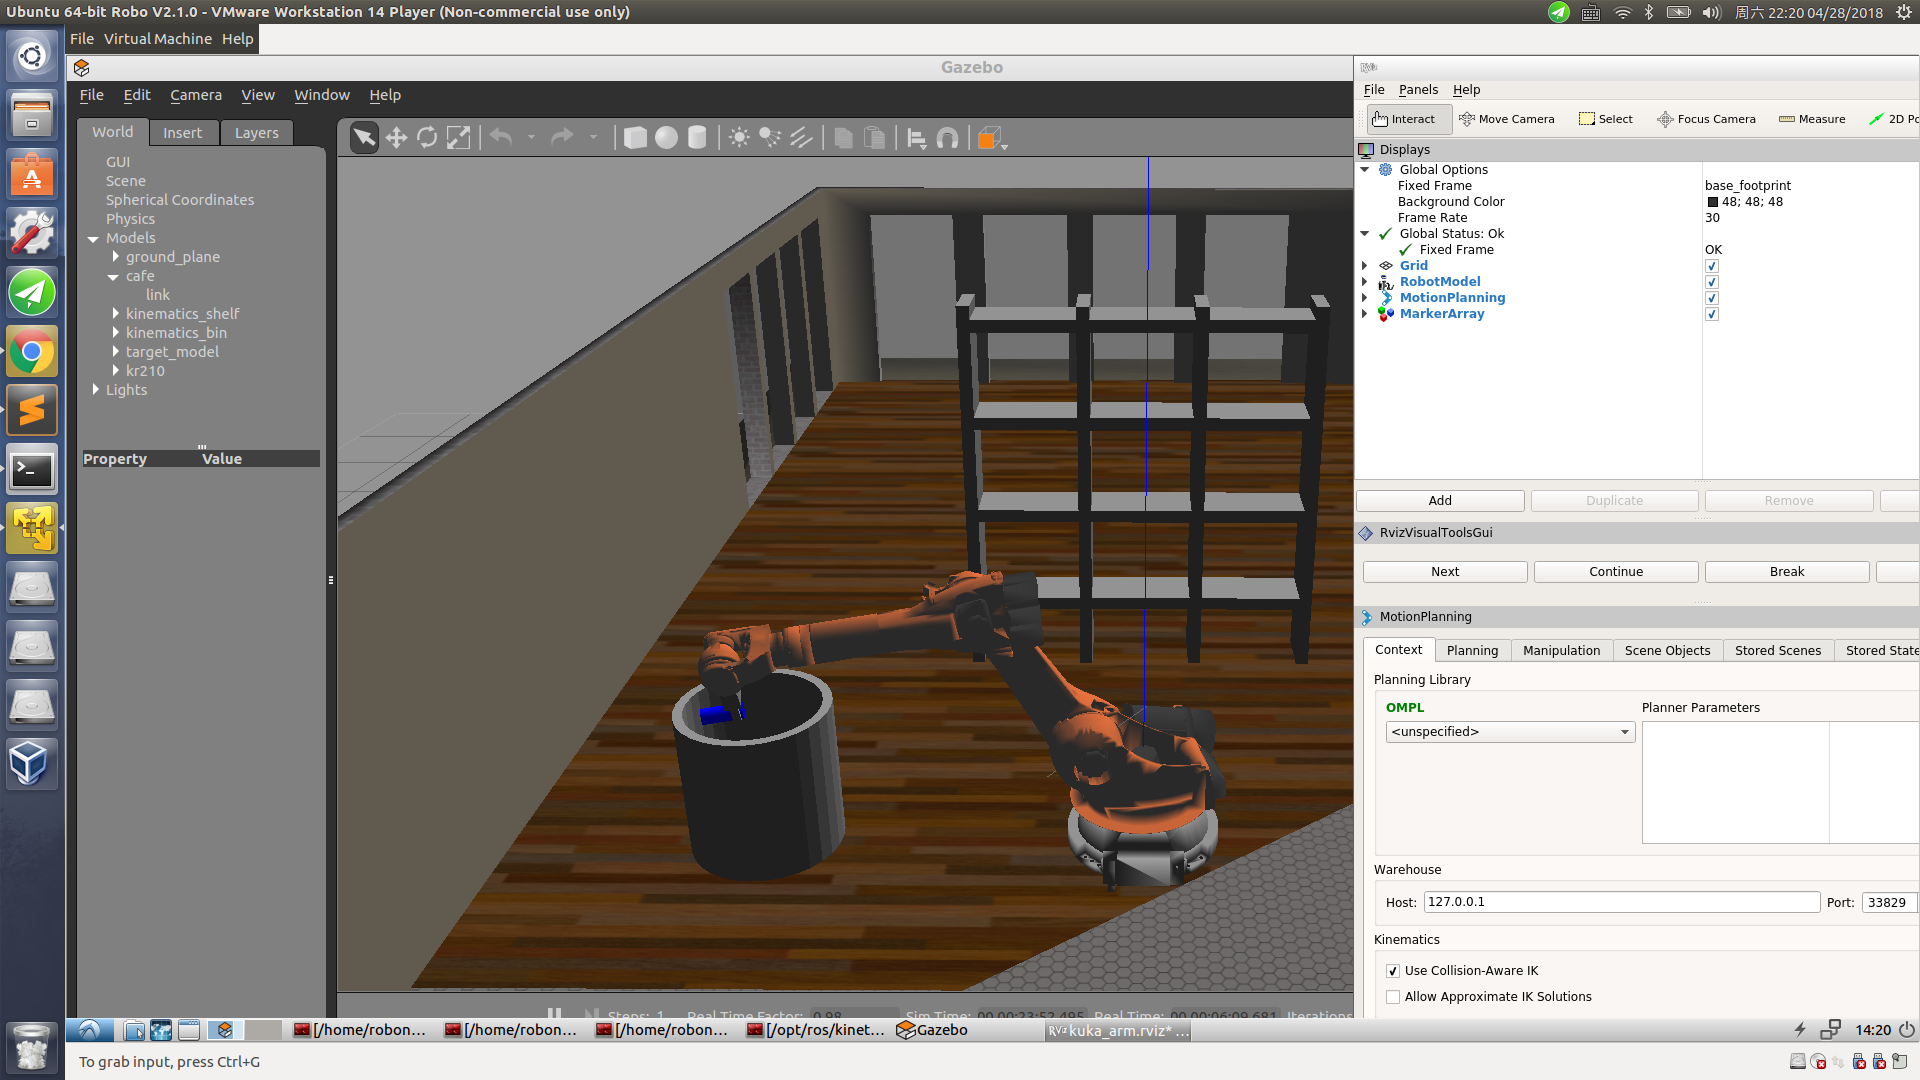 Ubuntu 64-bit Robo V2.1.0 - VMware Workstation 14 Player (Non-commercial use only)
周六 22:20 04/28/2018
File Virtual Machine Help
Gazebo
File Edit Camera View Window Help
World Insert Layers
GUI
Scene
Spherical Coordinates
Physics
Models
ground_plane
cafe
link
kinematics_shelf
kinematics_bin
target_model
kr210
Lights
Property Value
Steps: 1 Real Time Factor: 0.98 Sim Time: 00 00:23:52.495 Real Time: 00 00:06:09.681 Iterations
RViz
File Panels Help
Interact Move Camera Select Focus Camera Measure 2D Po
Displays
Global Options
Fixed Frame base_footprint
Background Color 48; 48; 48
Frame Rate 30
Global Status: Ok
Fixed Frame OK
Grid
RobotModel
MotionPlanning
MarkerArray
Add Duplicate Remove
RvizVisualToolsGui
Next Continue Break
MotionPlanning
Context Planning Manipulation Scene Objects Stored Scenes Stored State
Planning Library
OMPL Planner Parameters
<unspecified>
Warehouse
Host: 127.0.0.1 Port: 33829
Kinematics
Use Collision-Aware IK
Allow Approximate IK Solutions
[/home/robon... [/home/robon... [/home/robon... [/opt/ros/kinet... Gazebo RViz kuka_arm.rviz* ... 14:20
To grab input, press Ctrl+G